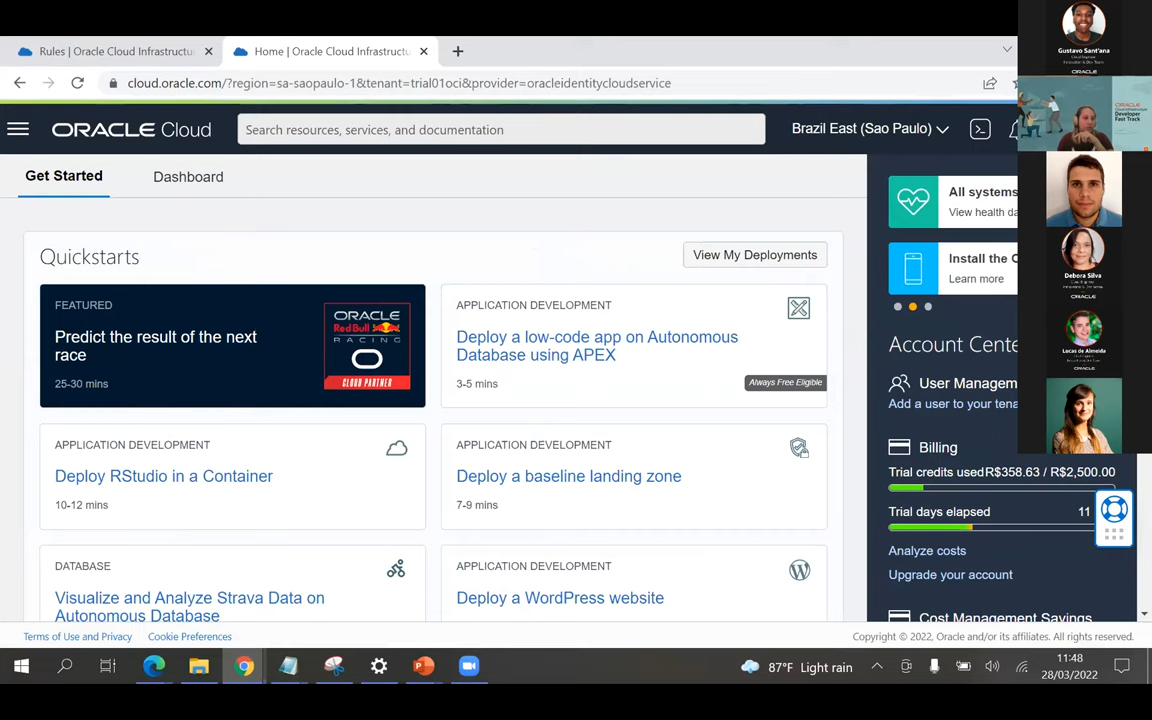 Rules | Oracle Cloud Infrastructu
Home | Oracle Cloud Infrastructu
cloud.oracle.com/?region=sa-saopaulo-1&tenant=trial01oci&provider=oracleidentitycloudservice
ORACLE Cloud
Search resources, services, and documentation
Brazil East (Sao Paulo)
Get Started
Dashboard
Quickstarts
View My Deployments
FEATURED
Predict the result of the next
race
25-30 mins
ORACLE
Red Bull
RACING
CLOUD PARTNER
APPLICATION DEVELOPMENT
Deploy a low-code app on Autonomous
Database using APEX
3-5 mins
Always Free Eligible
APPLICATION DEVELOPMENT
Deploy RStudio in a Container
10-12 mins
APPLICATION DEVELOPMENT
Deploy a baseline landing zone
7-9 mins
DATABASE
Visualize and Analyze Strava Data on
Autonomous Database
APPLICATION DEVELOPMENT
Deploy a WordPress website
All systems
View health da
Install the O
Learn more
Account Cente
User Managem
Add a user to your tena
Billing
Trial credits used R$358.63 / R$2,500.00
Trial days elapsed 11
Analyze costs
Upgrade your account
Cost Management Savings
Gustavo Sant'ana
ORACLE
ORACLE
Developer
Fast Track
Debora Silva
ORACLE
Lucas de Almeida
ORACLE
Terms of Use and Privacy
Cookie Preferences
Copyright © 2022, Oracle and/or its affiliates. All rights reserved.
87°F Light rain
11:48
28/03/2022